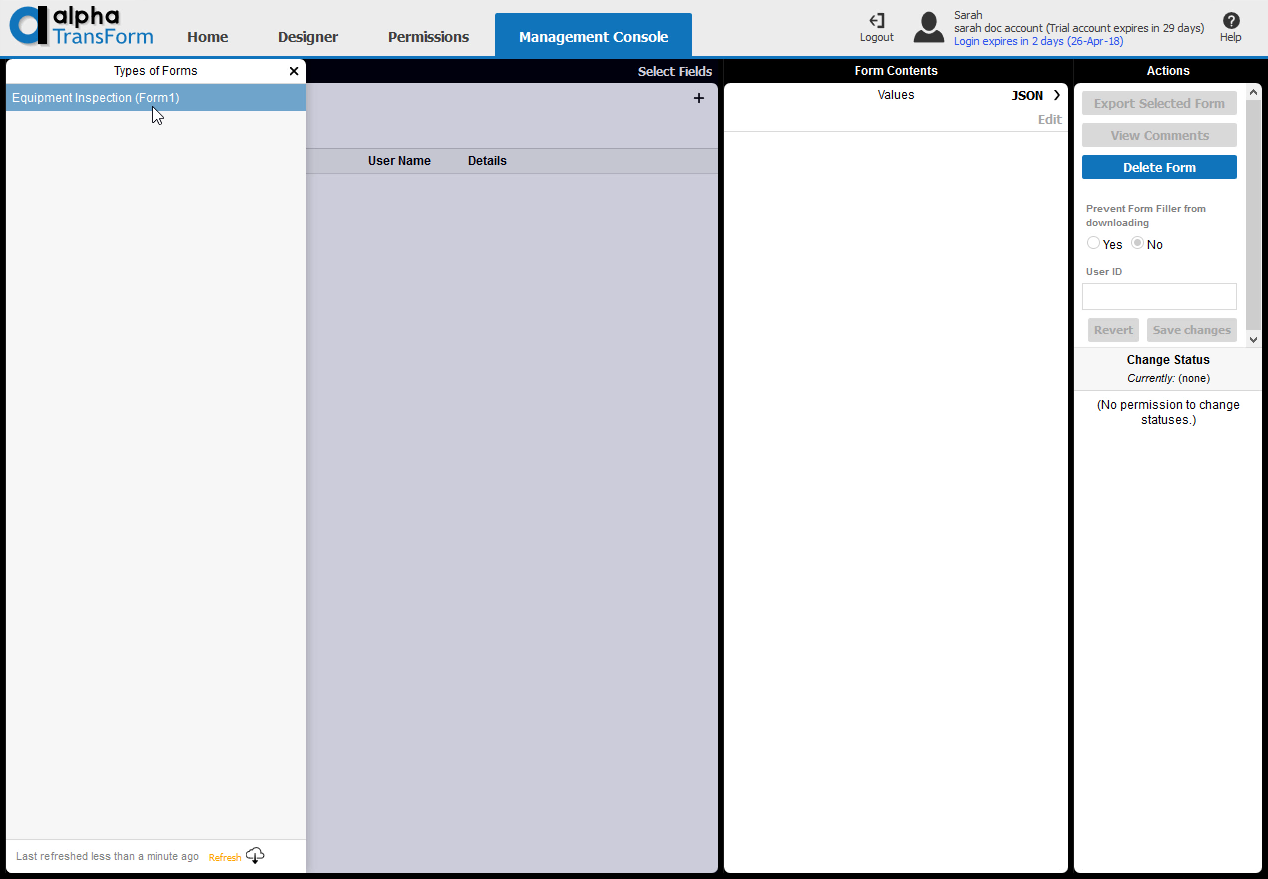 alpha
TransForm
Home
Designer
Permissions
Management Console
Logout
Sarah
sarah doc account (Trial account expires in 29 days)
Login expires in 2 days (26-Apr-18)
Help
Types of Forms
Equipment Inspection (Form1)
Last refreshed less than a minute ago Refresh
Select Fields
User Name Details
Form Contents
Values JSON
Edit
Actions
Export Selected Form
View Comments
Delete Form
Prevent Form Filler from
downloading
Yes No
User ID
Revert Save changes
Change Status
Currently: (none)
(No permission to change
statuses.)